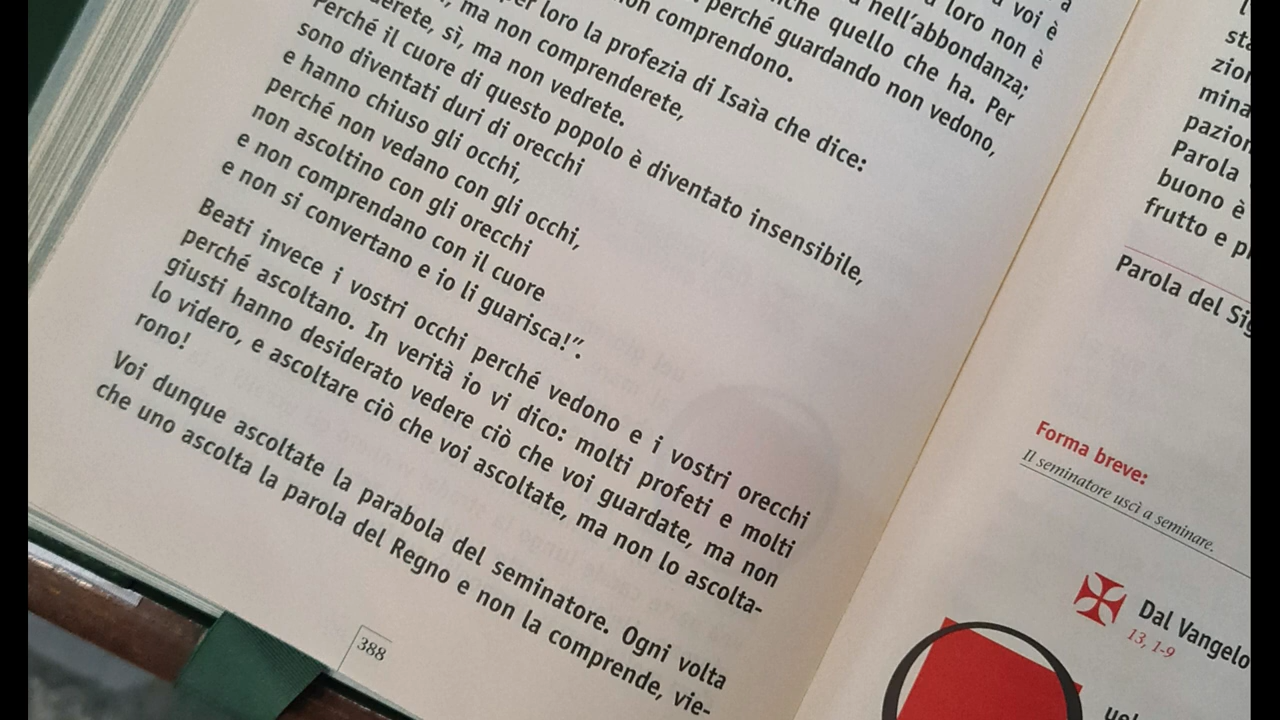 a voi è
loro non è
nell'abbondanza;
quello che ha. Per
perché guardando non vedono,
non comprendono.
per loro la profezia di Isaìa che dice:
ma non comprenderete,
sì, ma non vedrete.
Perché il cuore di questo popolo è diventato insensibile,
sono diventati duri di orecchi
e hanno chiuso gli occhi,
perché non vedano con gli occhi,
non ascoltino con gli orecchi
e non comprendano con il cuore
e non si convertano e io li guarisca!”.
Beati invece i vostri occhi perché vedono e i vostri orecchi
perché ascoltano. In verità io vi dico: molti profeti e molti
giusti hanno desiderato vedere ciò che voi guardate, ma non
lo videro, e ascoltare ciò che voi ascoltate, ma non lo ascolta-
rono!
Voi dunque ascoltate la parabola del seminatore. Ogni volta
che uno ascolta la parola del Regno e non la comprende, vie-
388
Parola
buono è
frutto e
Parola del
Forma breve:
Il seminatore uscì a seminare.
Dal Vangelo
13, 1-9